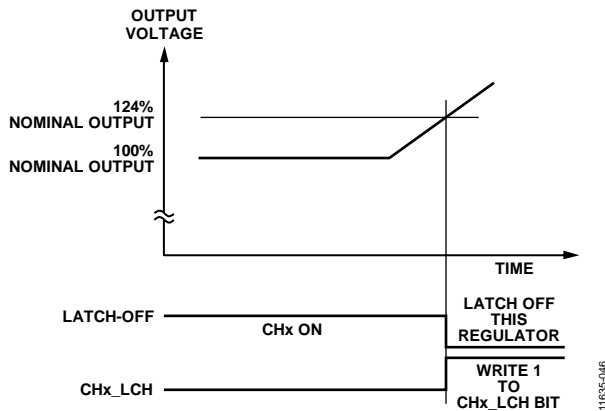 OUTPUT
VOLTAGE
124%
NOMINAL OUTPUT
100%
NOMINAL OUTPUT
TIME
LATCH-OFF
CHx ON
LATCH OFF
THIS
REGULATOR
CHx_LCH
WRITE 1
TO
CHx_LCH BIT
11635-046